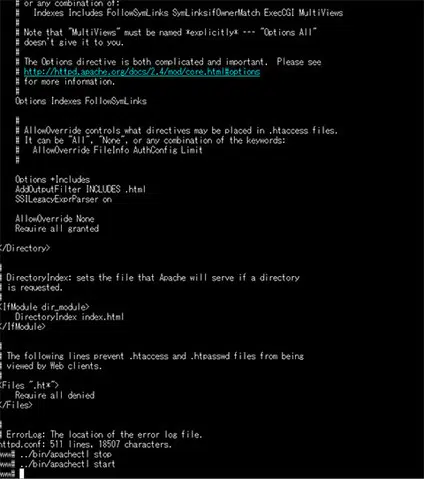 # or any combination of:
#   Indexes Includes FollowSymLinks SymLinksifOwnerMatch ExecCGI MultiViews
#
# Note that "MultiViews" must be named *explicitly* --- "Options All"
# doesn't give it to you.
#
# The Options directive is both complicated and important.  Please see
# http://httpd.apache.org/docs/2.4/mod/core.html#options
# for more information.
#
Options Indexes FollowSymLinks
#
# AllowOverride controls what directives may be placed in .htaccess files.
# It can be "All", "None", or any combination of the keywords:
#   AllowOverride FileInfo AuthConfig Limit
#
Options +Includes
AddOutputFilter INCLUDES .html
SSILegacyExprParser on
AllowOverride None
Require all granted
</Directory>
#
# DirectoryIndex: sets the file that Apache will serve if a directory
# is requested.
#
<IfModule dir_module>
DirectoryIndex index.html
</IfModule>
#
# The following lines prevent .htaccess and .htpasswd files from being
# viewed by Web clients.
#
<Files ".ht*">
Require all denied
</Files>
#
# ErrorLog: The location of the error log file.
httpd.conf: 511 lines, 18507 characters.
www# ../bin/apachectl stop
www# ../bin/apachectl start
www#